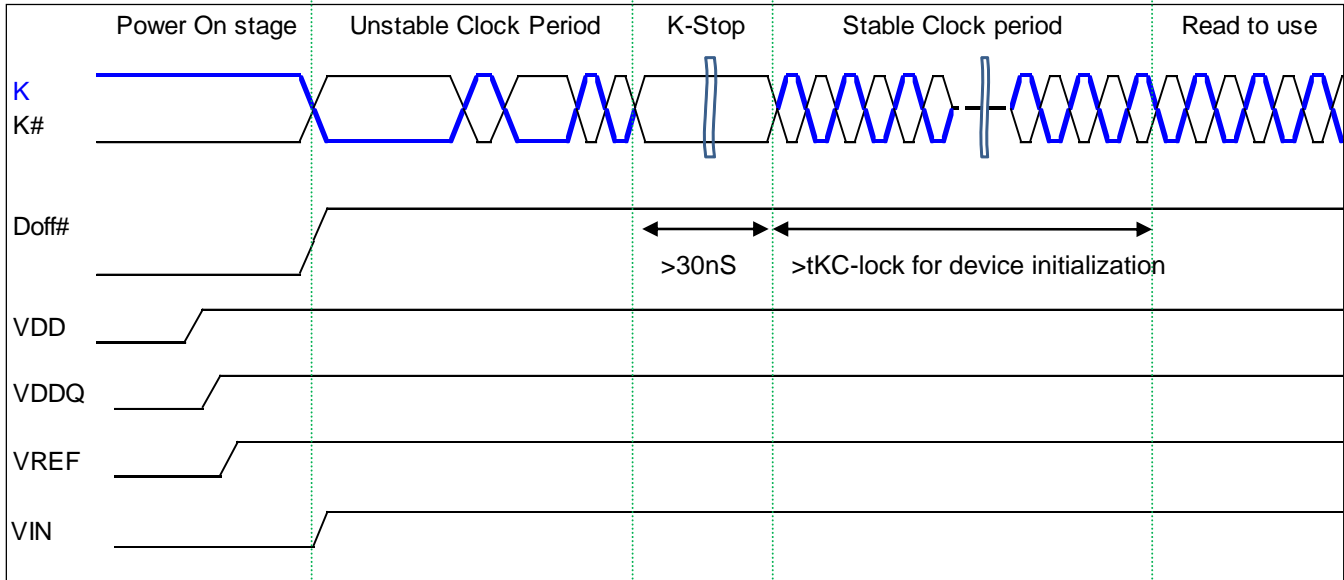 Power On stage Unstable Clock Period K-Stop Stable Clock period Read to use
K
K#
Doff#
>30nS >tKC-lock for device initialization
VDD
VDDQ
VREF
VIN